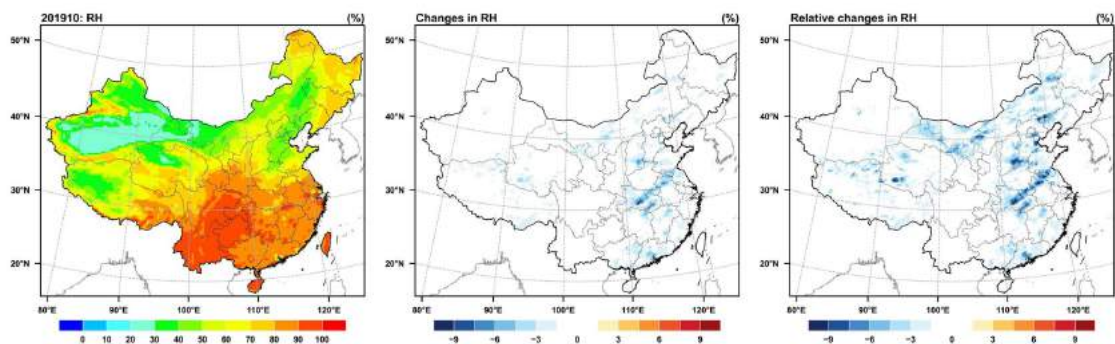 201910: RH (%)
50°N
40°N
30°N
20°N
80°E 90°E 100°E 110°E 120°E
0 10 20 30 40 50 60 70 80 90 100
Changes in RH (%)
50°N
40°N
30°N
20°N
80°E 90°E 100°E 110°E 120°E
−9 −6 −3 0 3 6 9
Relative changes in RH (%)
50°N
40°N
30°N
20°N
80°E 90°E 100°E 110°E 120°E
−9 −6 −3 0 3 6 9